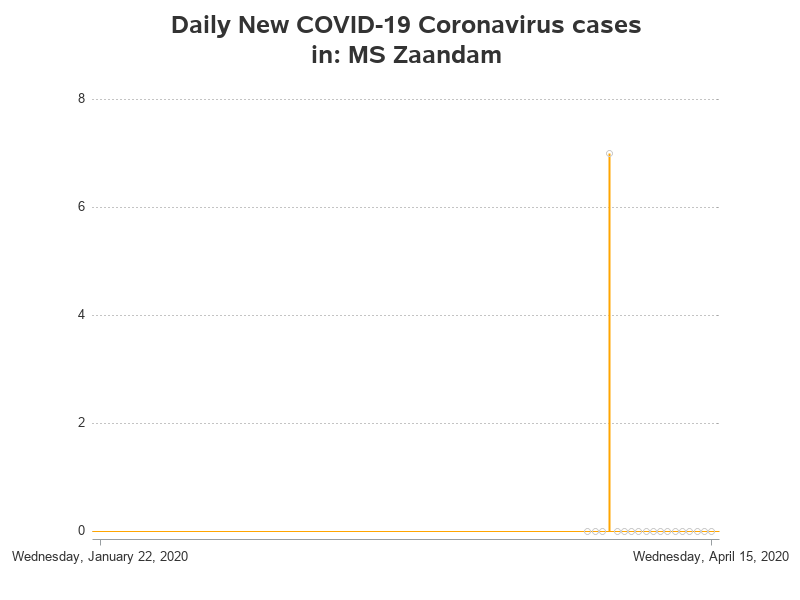 Daily New COVID-19 Coronavirus cases
in: MS Zaandam
8
6
4
2
0
Wednesday, January 22, 2020
Wednesday, April 15, 2020